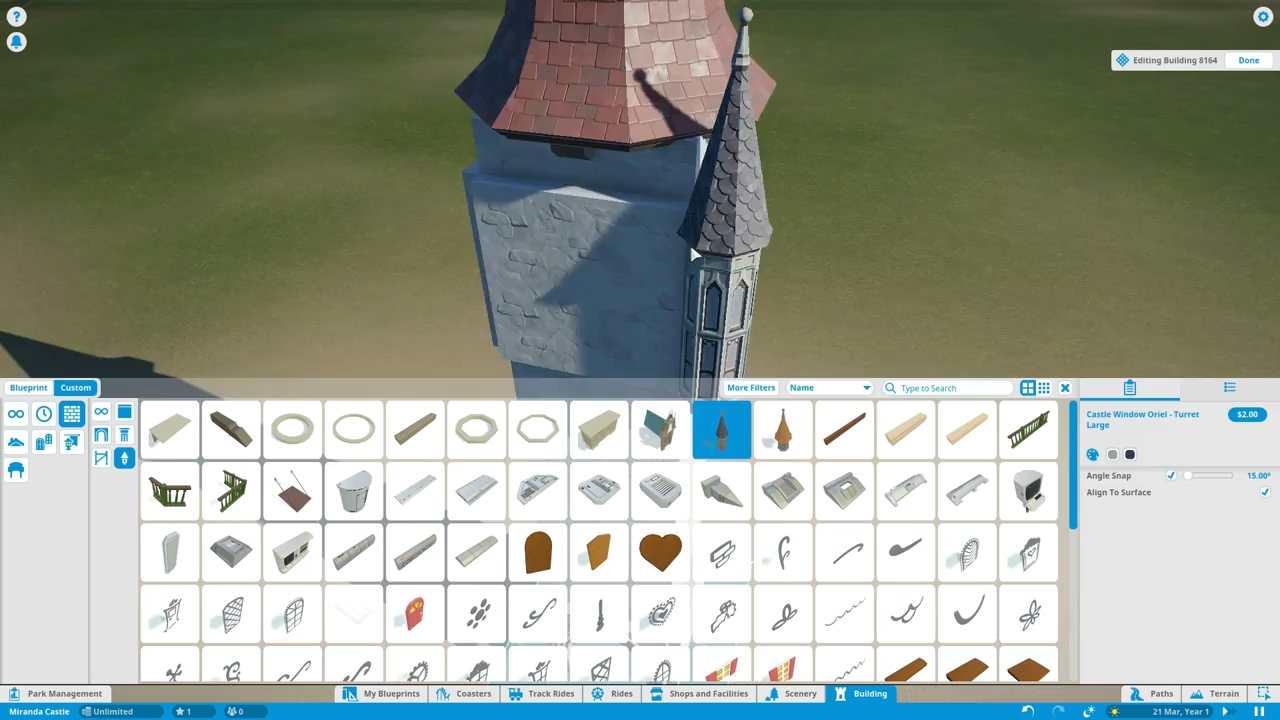 Editing Building 8164
Done
Blueprint
Custom
More Filters
Name
Type to Search
Castle Window Oriel - Turret
Large
$2.00
Angle Snap
15.00°
Align To Surface
Park Management
My Blueprints
Coasters
Track Rides
Rides
Shops and Facilities
Scenery
Building
Paths
Terrain
Miranda Castle
Unlimited
1
0
21 Mar, Year 1